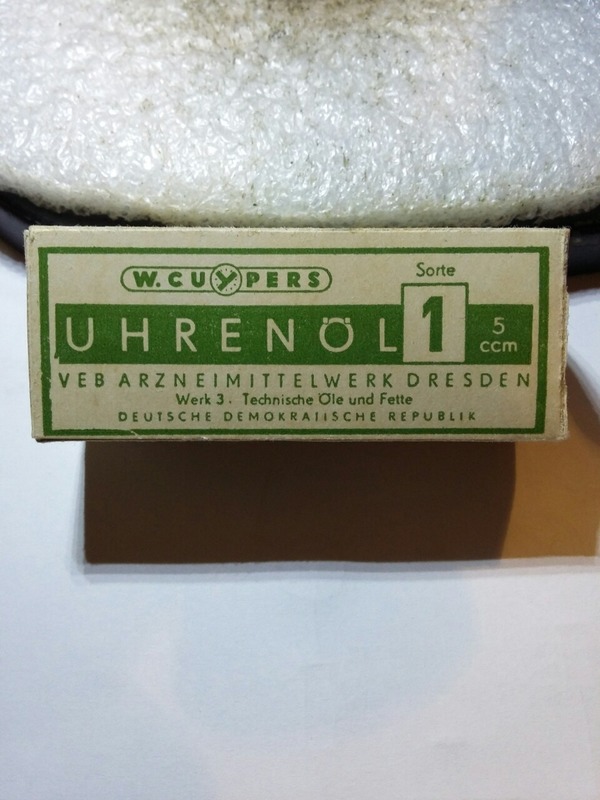 W. CUYPERS
Sorte
UHRENÖL 1 5 ccm
VEB ARZNEIMITTELWERK DRESDEN
Werk 3. Technische Öle und Fette
DEUTSCHE DEMOKRATISCHE REPUBLIK